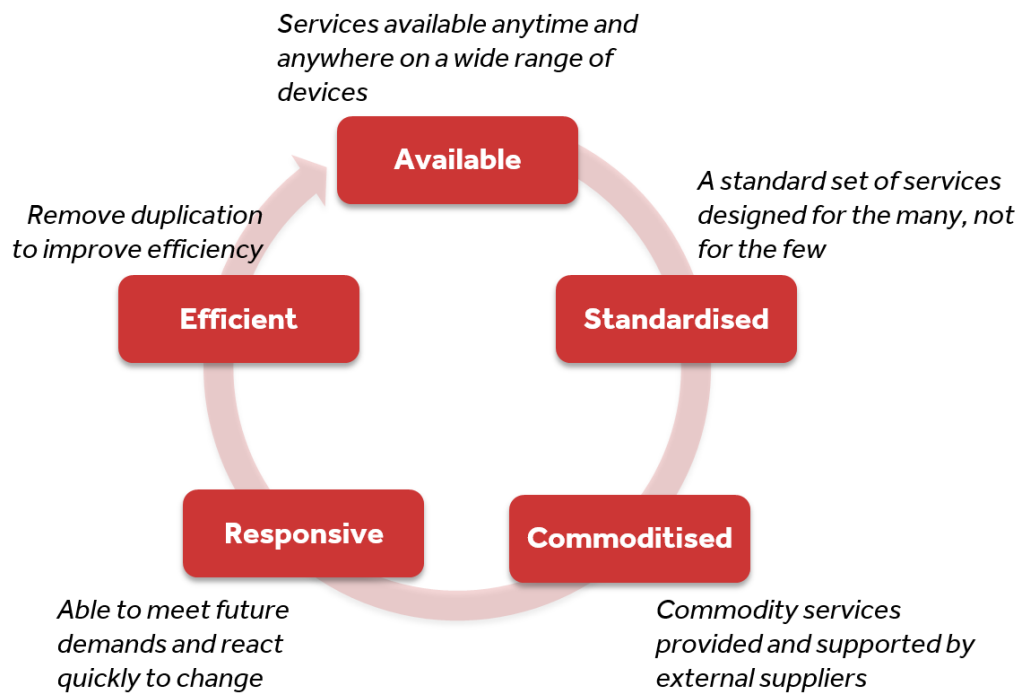 Services available anytime and
anywhere on a wide range of
devices
Available
A standard set of services
designed for the many, not
for the few
Standardised
Commoditised
Commodity services
provided and supported by
external suppliers
Responsive
Able to meet future
demands and react
quickly to change
Remove duplication
to improve efficiency
Efficient